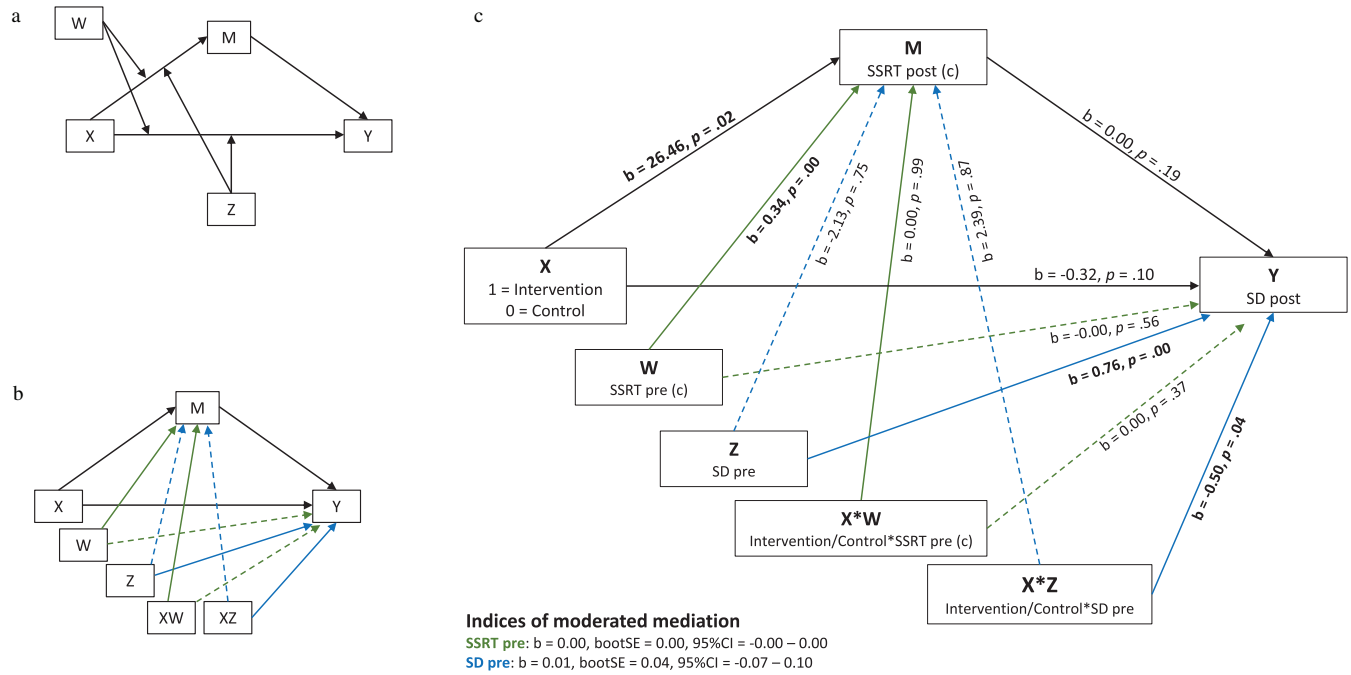 a
W
M
X
Y
Z
b
M
X
Y
W
Z
XW
XZ
c
M
SSRT post (c)
b = 26.46, p = .02
b = 0.34, p = .00
b = -2.13, p = .75
b = 0.00, p = .99
b = 2.39, p = .87
b = 0.00, p = .19
X
1 = Intervention
0 = Control
b = -0.32, p = .10
Y
SD post
b = -0.00, p = .56
b = 0.76, p = .00
b = 0.00, p = .37
b = -0.50, p = .04
W
SSRT pre (c)
Z
SD pre
X*W
Intervention/Control*SSRT pre (c)
X*Z
Intervention/Control*SD pre
Indices of moderated mediation
SSRT pre: b = 0.00, bootSE = 0.00, 95%CI = -0.00 – 0.00
SD pre: b = 0.01, bootSE = 0.04, 95%CI = -0.07 – 0.10